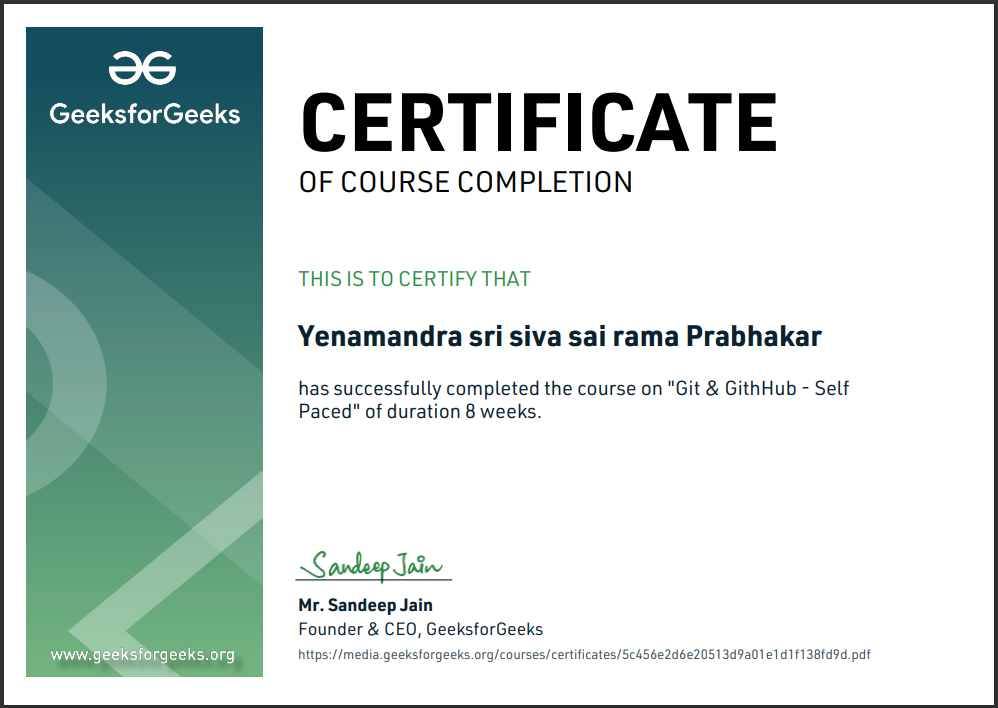 GeeksforGeeks
CERTIFICATE
OF COURSE COMPLETION
THIS IS TO CERTIFY THAT
Yenamandra sri siva sai rama Prabhakar
has successfully completed the course on "Git & GithHub - Self
Paced" of duration 8 weeks.
Sandeep Jain
Mr. Sandeep Jain
Founder & CEO, GeeksforGeeks
https://media.geeksforgeeks.org/courses/certificates/5c456e2d6e20513d9a01e1d1f138fd9d.pdf
www.geeksforgeeks.org